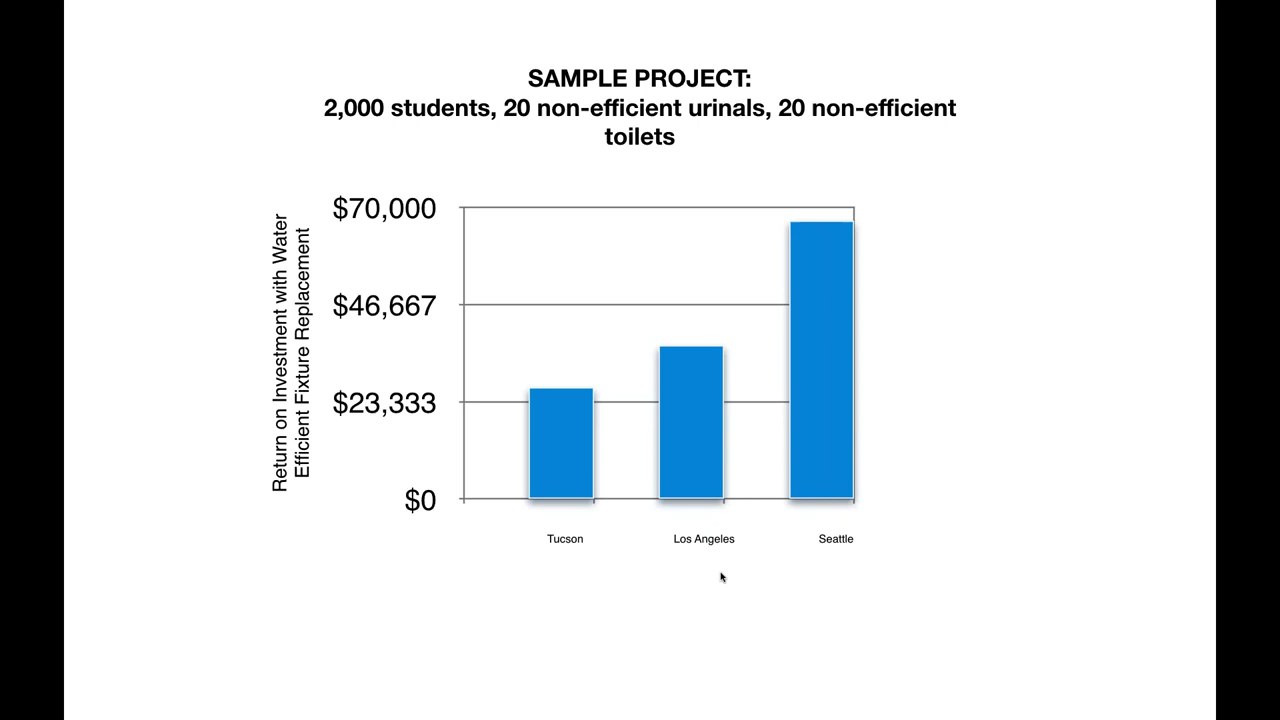 SAMPLE PROJECT:
2,000 students, 20 non-efficient urinals, 20 non-efficient
toilets
Return on Investment with Water
Efficient Fixture Replacement
$70,000
$46,667
$23,333
$0
Tucson
Los Angeles
Seattle